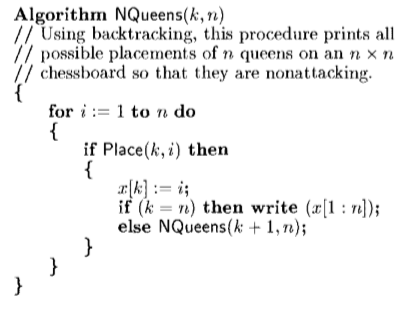 Algorithm NQueens(k, n)
// Using backtracking, this procedure prints all
// possible placements of n queens on an n × n
// chessboard so that they are nonattacking.
{
for i := 1 to n do
{
if Place(k, i) then
{
x[k] := i;
if (k = n) then write (x[1 : n]);
else NQueens(k + 1, n);
}
}
}